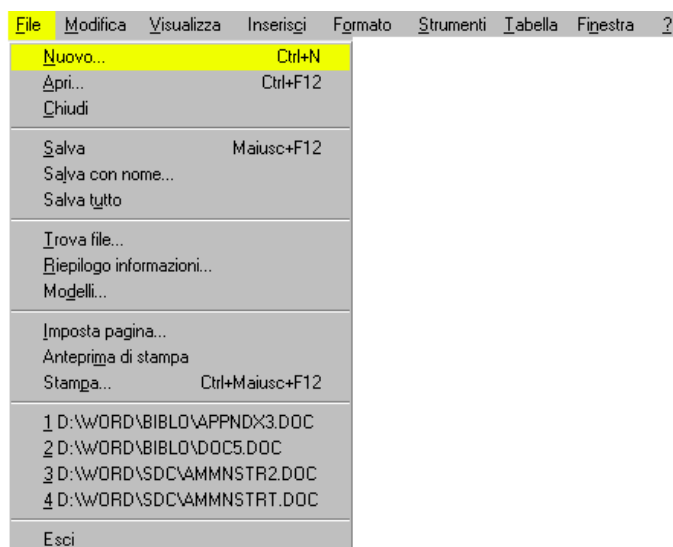 File Modifica Visualizza Inserisci Formato Strumenti Tabella Finestra ?
Nuovo... Ctrl+N
Apri... Ctrl+F12
Chiudi
Salva Maiusc+F12
Salva con nome...
Salva tutto
Trova file...
Riepilogo informazioni...
Modelli...
Imposta pagina...
Anteprima di stampa
Stampa... Ctrl+Maiusc+F12
1 D:\WORD\BIBLO\APPNDX3.DOC
2 D:\WORD\BIBLO\DOC5.DOC
3 D:\WORD\SDC\AMMNSTR2.DOC
4 D:\WORD\SDC\AMMNSTRT.DOC
Esci